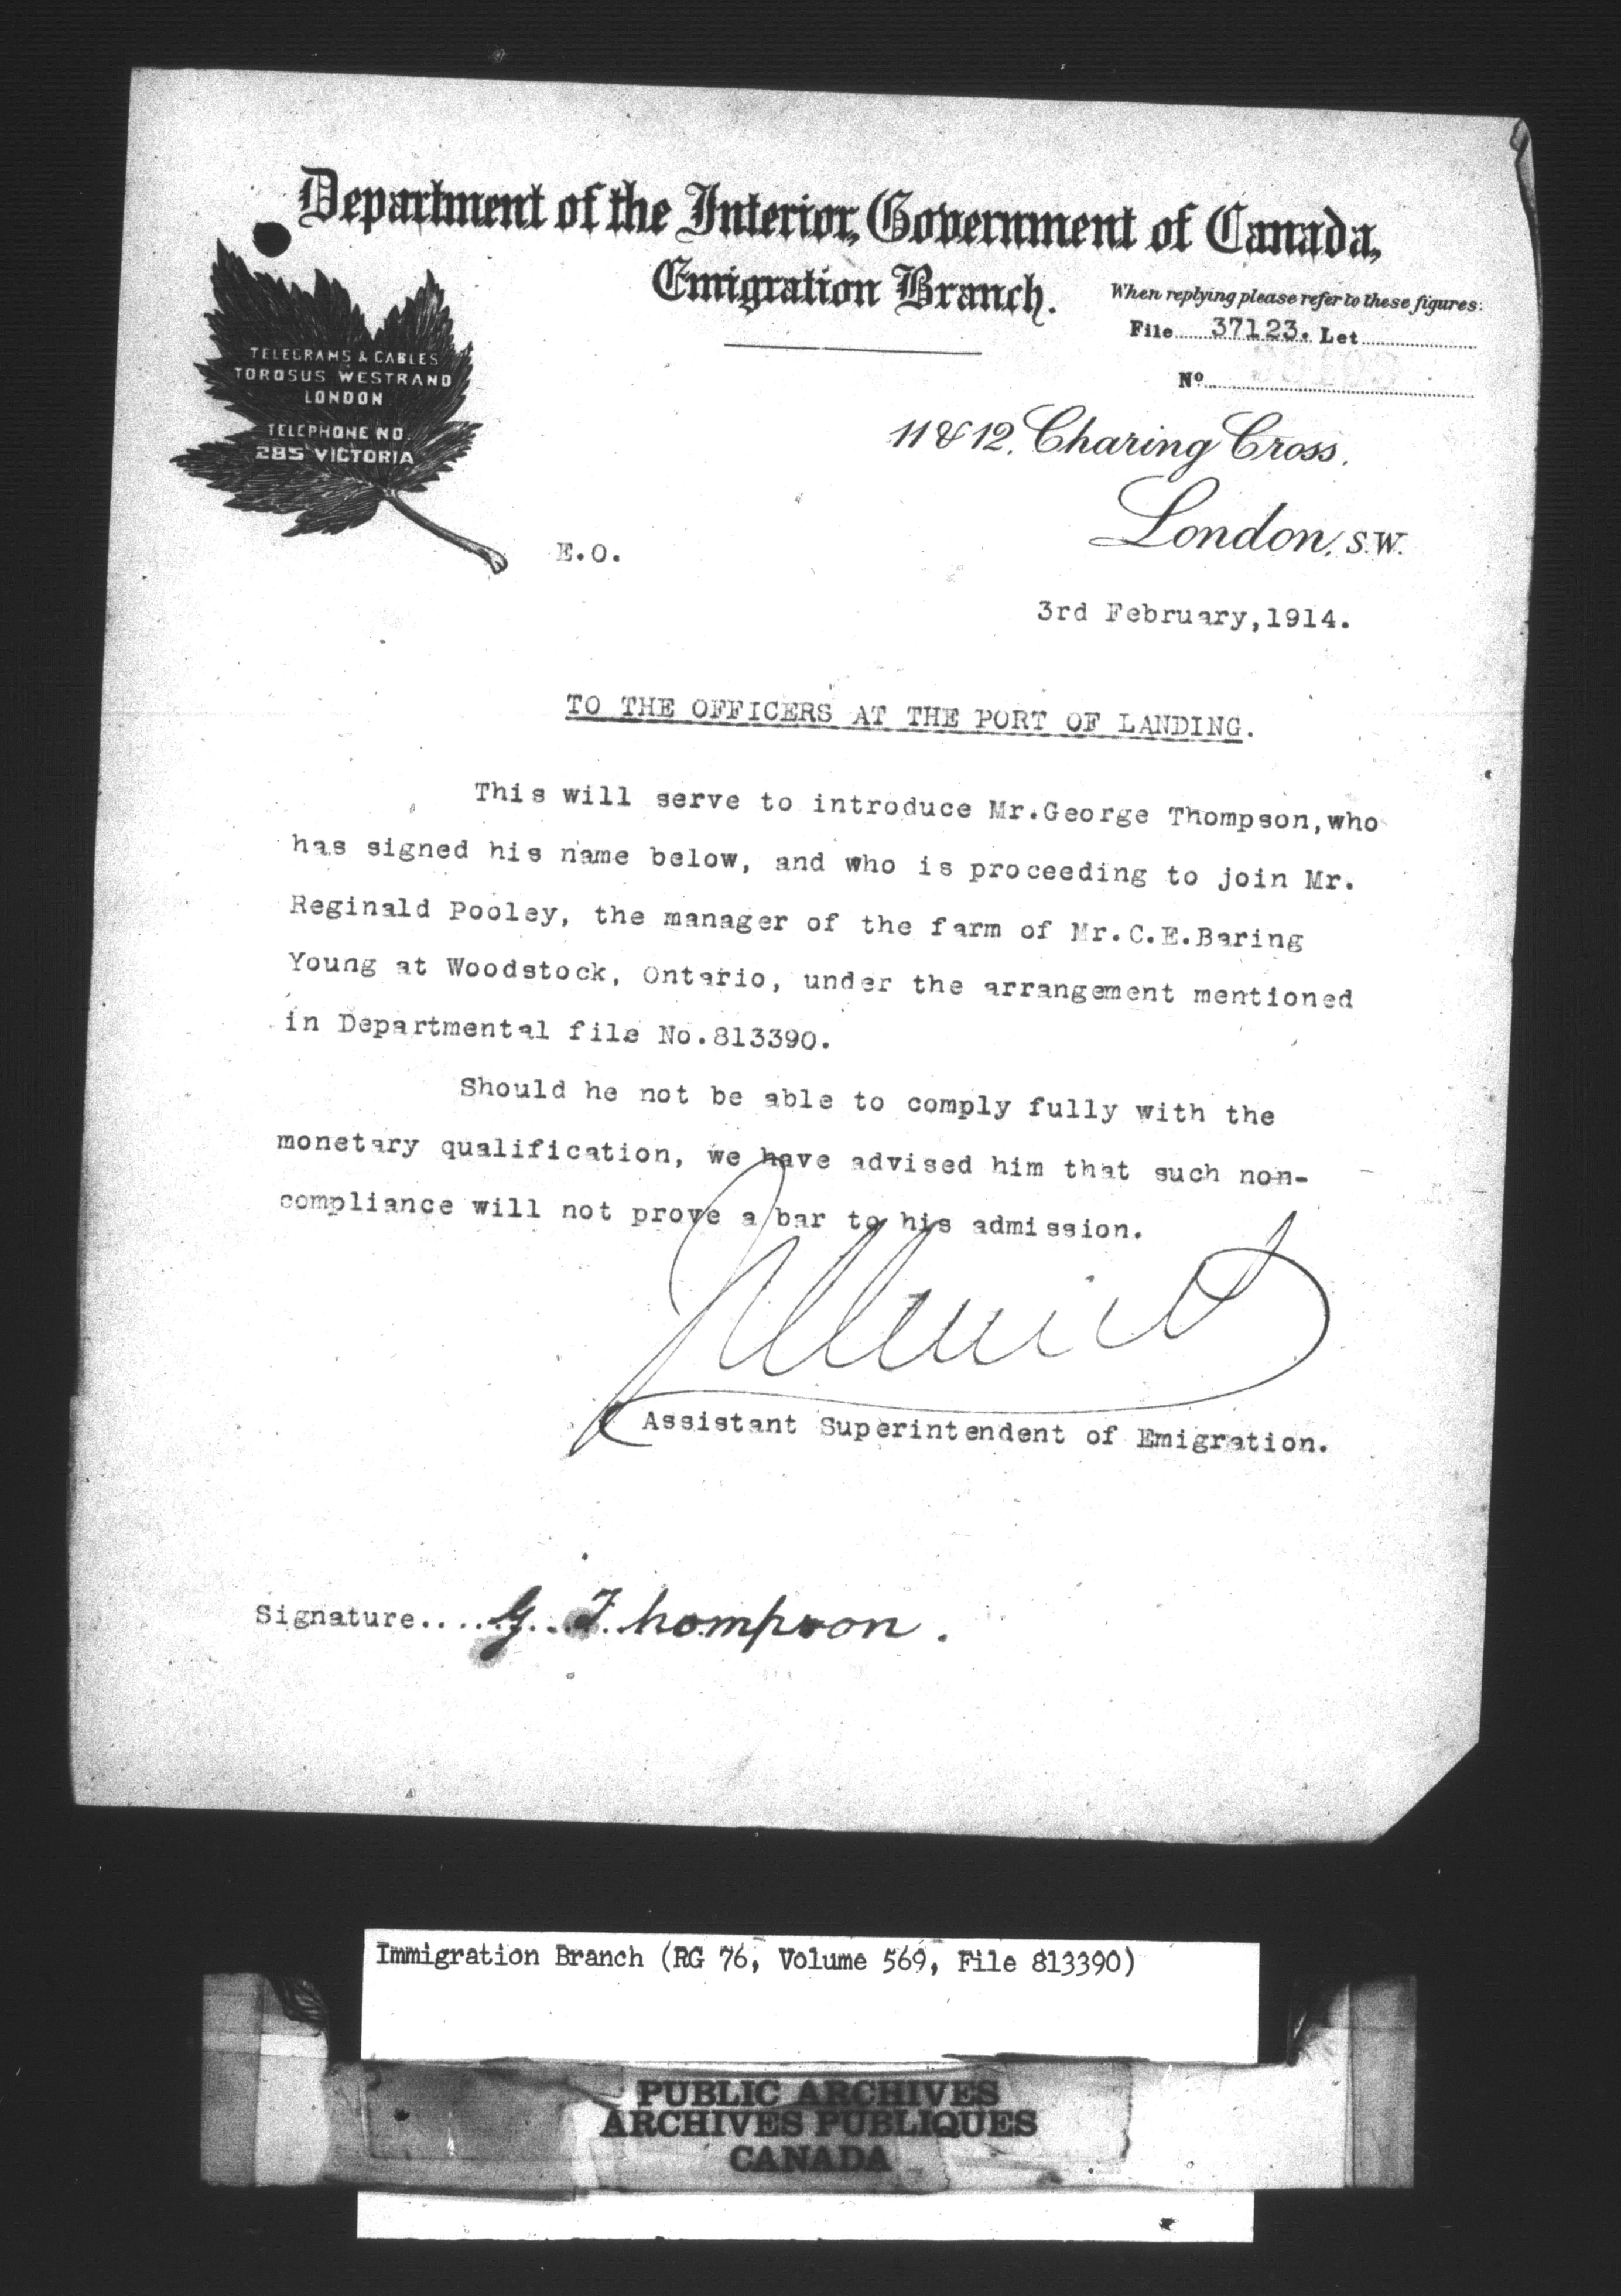 Department of the Interior, Government of Canada,
Emigration Branch.
When replying please refer to these figures:
File 37123. Let
No
TELEGRAMS & CABLES
TOROSUS WESTRAND
LONDON
TELEPHONE NO.
285 VICTORIA
11 & 12, Charing Cross,
London, S.W.
E.O.
3rd February, 1914.
TO THE OFFICERS AT THE PORT OF LANDING.
This will serve to introduce Mr. George Thompson, who
has signed his name below, and who is proceeding to join Mr.
Reginald Pooley, the manager of the farm of Mr. C.E. Baring
Young at Woodstock, Ontario, under the arrangement mentioned
in Departmental file No. 813390.
Should he not be able to comply fully with the
monetary qualification, we have advised him that such non-
compliance will not prove a bar to his admission.
Assistant Superintendent of Emigration.
Signature..... G. Thompson.
Immigration Branch (RG 76, Volume 569, File 813390)
PUBLIC ARCHIVES
ARCHIVES PUBLIQUES
CANADA